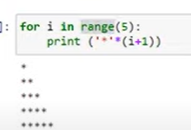 ]: for i in range(5):
print ('*'*(i+1))
*
**
***
****
*****